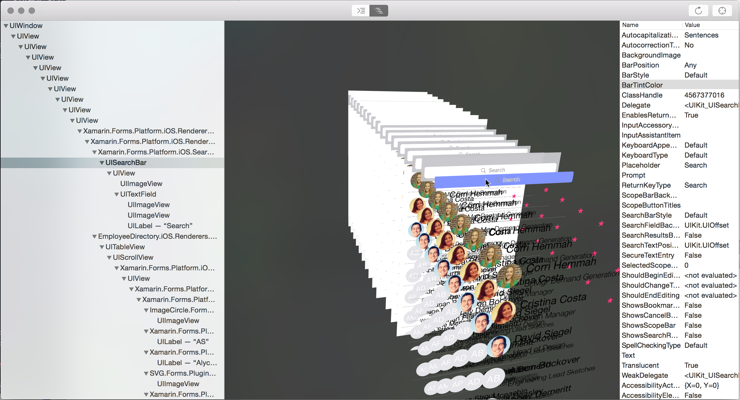 UIWindow
UIView
UIView
UIView
UIView
UIView
UIView
UIView
UIView
UIView
Xamarin.Forms.Platform.iOS.Renderer...
Xamarin.Forms.Platform.iOS.Render...
Xamarin.Forms.Platform.iOS.Sear...
UISearchBar
UIView
UIImageView
UITextField
UIImageView
UIImageView
UILabel — "Search"
EmployeeDirectory.iOS.Renderers....
UITableView
UIScrollView
Xamarin.Forms.Platform.iO...
UIView
Xamarin.Forms.Platfor...
Xamarin.Forms.Platf...
ImageCircle.Form...
UIImageView
Xamarin.Forms.Pl...
UILabel — "AS"
Xamarin.Forms.Pl...
UILabel — "Alyc...
SVG.Forms.Plugin...
UIImageView
Xamarin.Forms.Pl...
Search
Corri Hemmah
Cristina Costa
David Siegel
Name Value
Autocapitalizati... Sentences
AutocorrectionT... No
BackgroundImage
BarPosition Any
BarStyle Default
BarTintColor
ClassHandle 4567377016
Delegate <UIKit_UISearch
EnablesReturn... True
InputAccessory...
InputAssistantItem
KeyboardAppe... Default
KeyboardType Default
Placeholder Search
Prompt
ReturnKeyType Search
ScopeBarBack...
ScopeButtonTitles
SearchBarStyle Default
SearchFieldBac... UIKit.UIOffset
SearchResultsB... False
SearchTextPosi... UIKit.UIOffset
SecureTextEntry False
SelectedScope... 0
ShouldBeginEdi... <not evaluated>
ShouldChangeT... <not evaluated>
ShouldEndEditing <not evaluated>
ShowsBookmar... False
ShowsCancelB... False
ShowsScopeBar False
ShowsSearchR... False
SpellCheckingType Default
Text
Translucent True
WeakDelegate <UIKit_UISearchl
AccessibilityAct... {X=0, Y=0}
AccessibilityEle... False